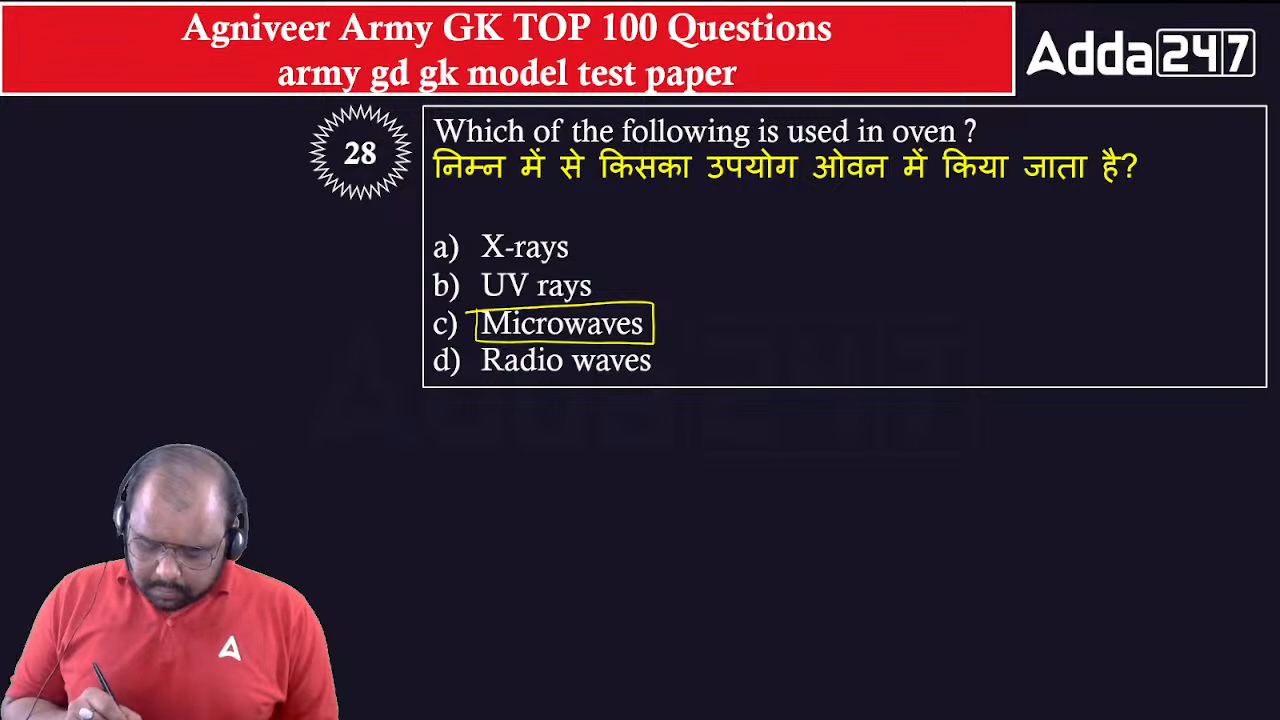 Agniveer Army GK TOP 100 Questions
army gd gk model test paper
Adda247
28
Which of the following is used in oven ?
निम्न में से किसका उपयोग ओवन में किया जाता है?
a) X-rays
b) UV rays
c) Microwaves
d) Radio waves